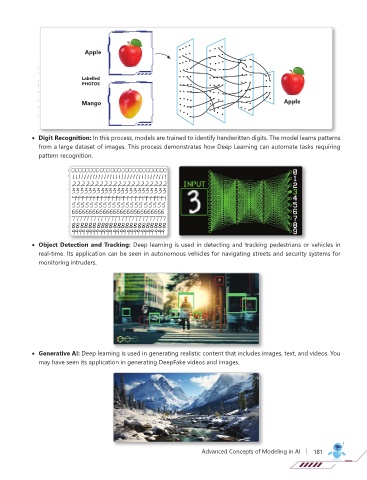 Apple
Labelled
PHOTOS
Mango
Apple
• Digit Recognition: In this process, models are trained to identify handwritten digits. The model learns patterns
from a large dataset of images. This process demonstrates how Deep Learning can automate tasks requiring
pattern recognition.
INPUT
3
0
1
2
3
4
5
6
7
8
9
• Object Detection and Tracking: Deep learning is used in detecting and tracking pedestrians or vehicles in
real-time. Its application can be seen in autonomous vehicles for navigating streets and security systems for
monitoring intruders.
• Generative AI: Deep learning is used in generating realistic content that includes images, text, and videos. You
may have seen its application in generating DeepFake videos and images.
Advanced Concepts of Modeling in AI | 181